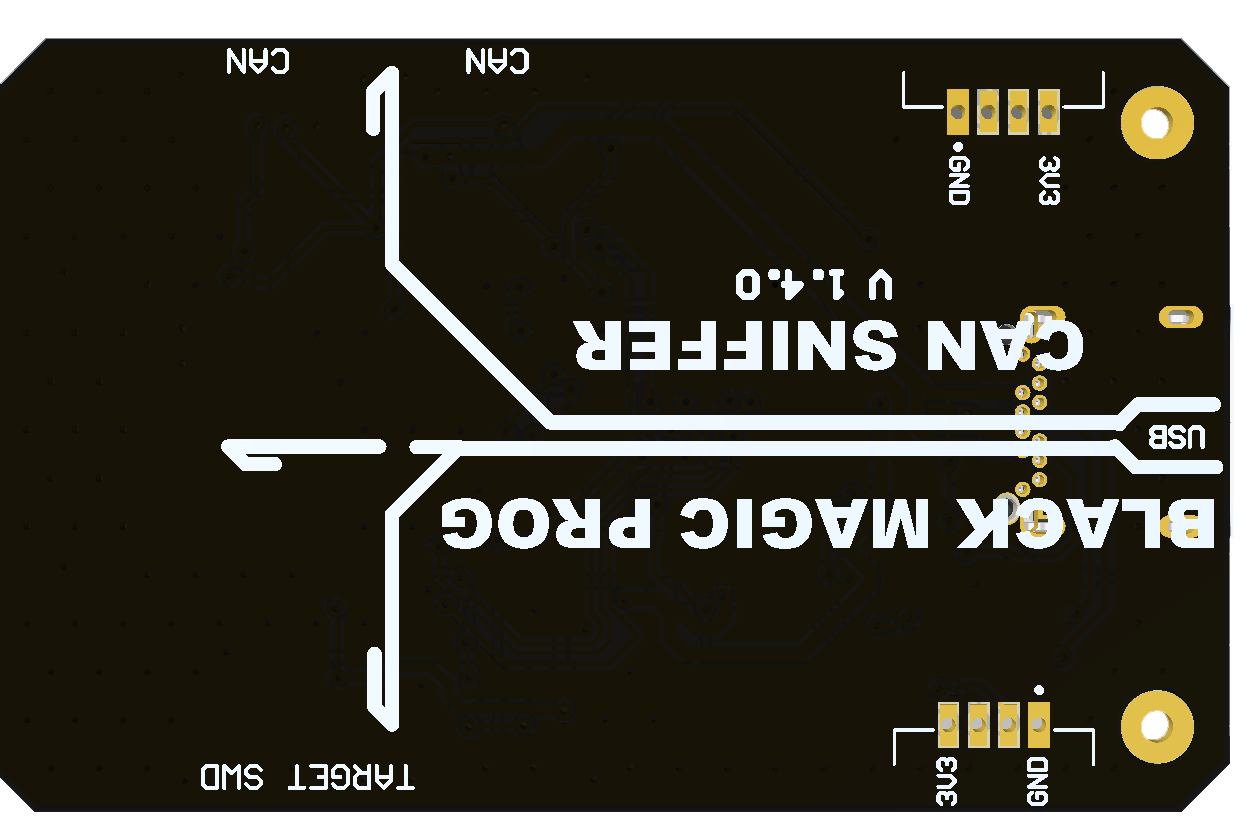 GND
3V3
TARGET SWD
BLACK MAGIC PROG
USB
CAN SNIFFER
V 1.4.0
3V3
GND
CAN
CAN